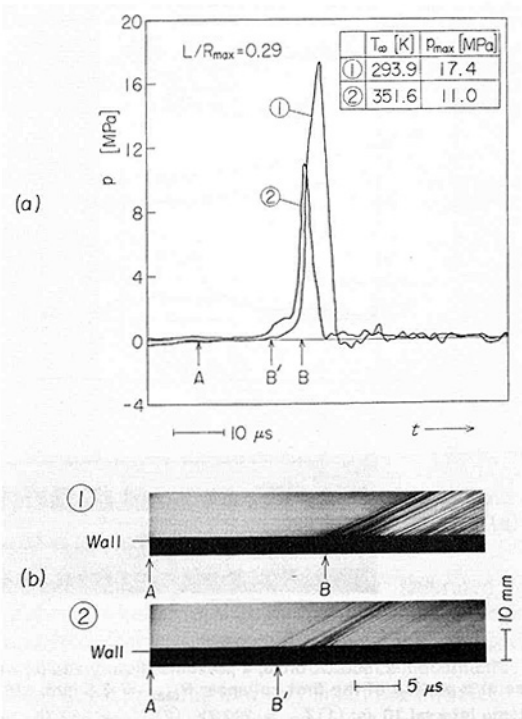 20
L/Rmax=0.29
T∞ [K] pmax [MPa]
① 293.9 17.4
② 351.6 11.0
16
①
12
p [MPa]
②
(a)
8
4
0
A B' B
-4
10 μs t
①
Wall
A B
(b)
②
Wall
10 mm
A B' 5 μs